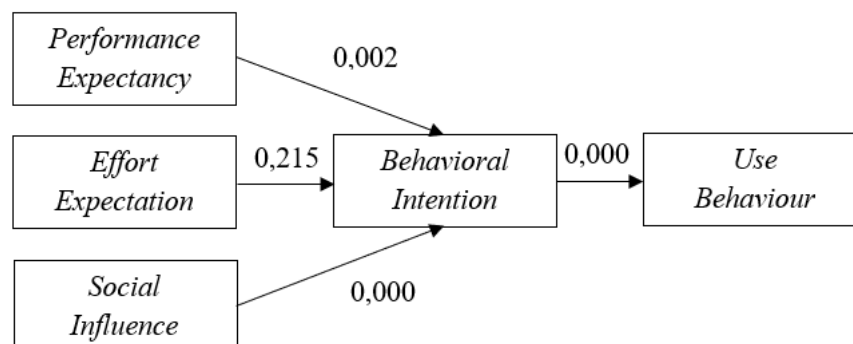 Performance
Expectancy
0,002
Effort
Expectation
0,215
Behavioral
Intention
0,000
Use
Behaviour
Social
Influence
0,000